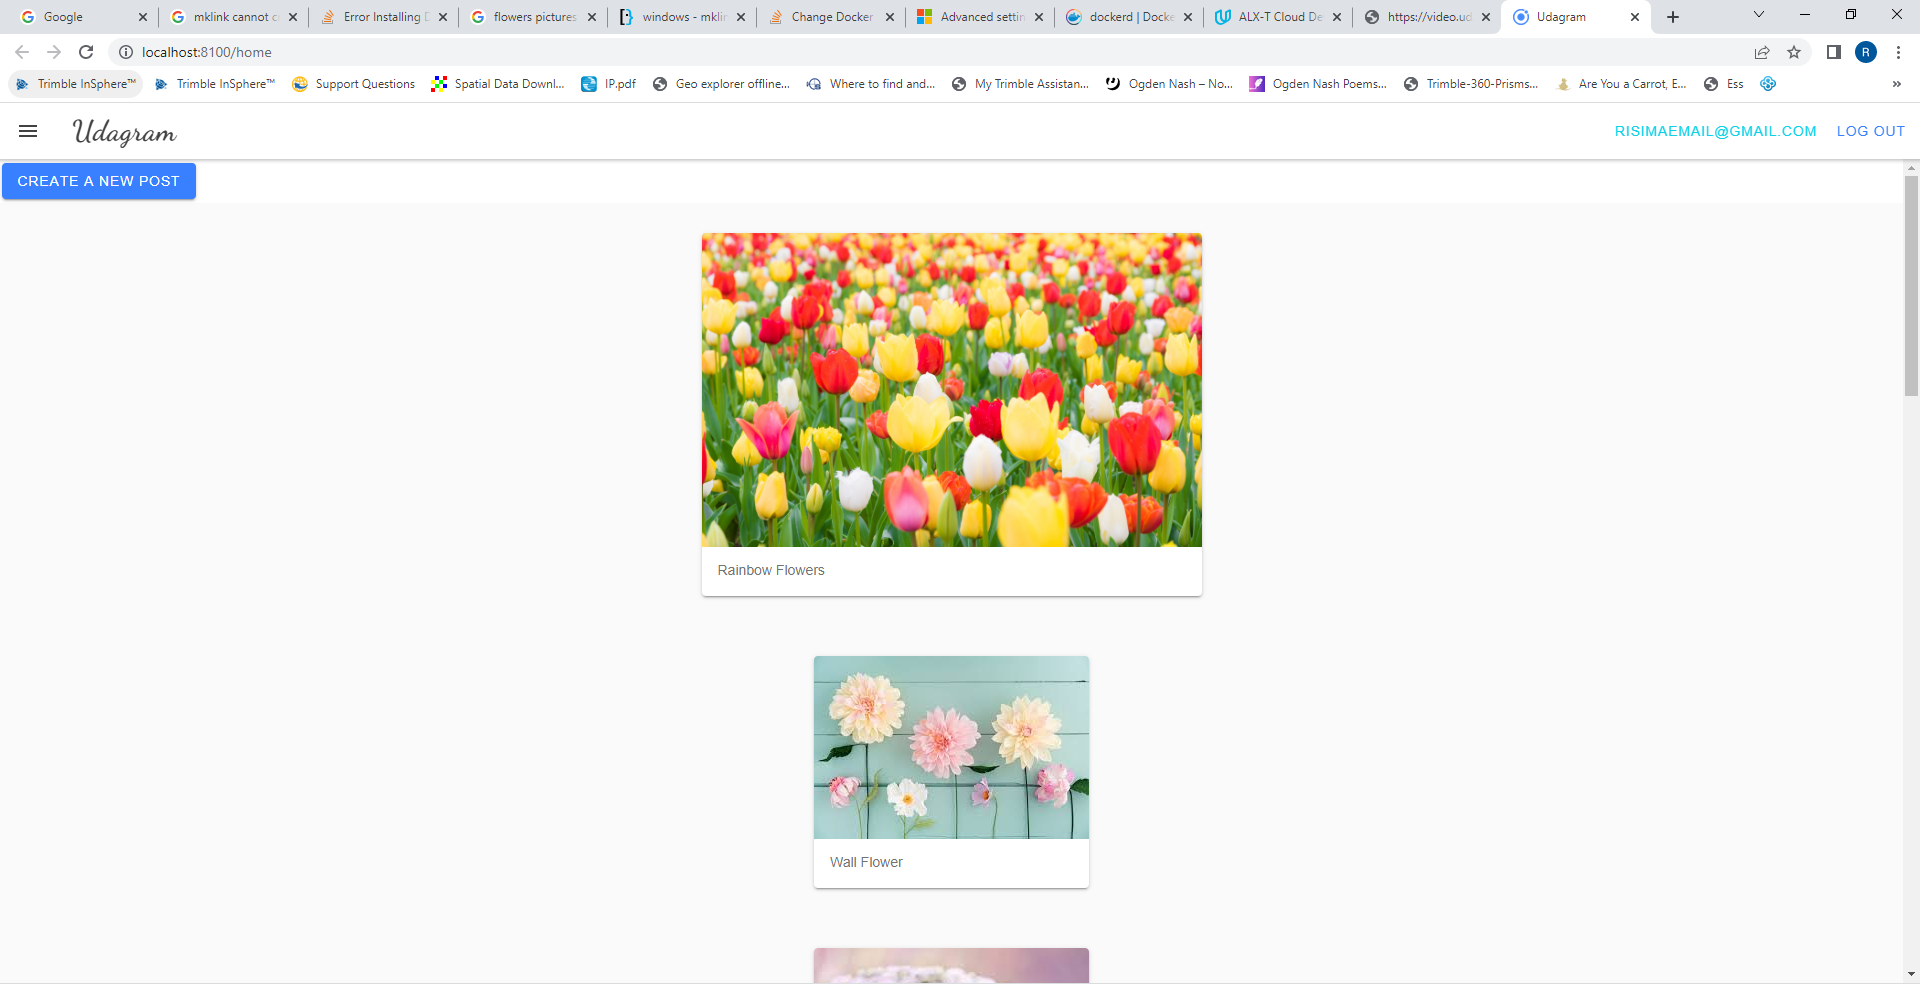 Google
mklink cannot c
Error Installing D
flowers pictures
windows - mklin
Change Docker
Advanced settin
dockerd | Docke
ALX-T Cloud De
https://video.ud
Udagram
localhost:8100/home
R
Trimble InSphere™
Trimble InSphere™
Support Questions
Spatial Data Downl...
IP.pdf
Geo explorer offline...
Where to find and...
My Trimble Assistan...
Ogden Nash – No...
Ogden Nash Poems...
Trimble-360-Prisms...
Are You a Carrot, E...
Ess
»
Udagram
RISIMAEMAIL@GMAIL.COM
LOG OUT
CREATE A NEW POST
Rainbow Flowers
Wall Flower